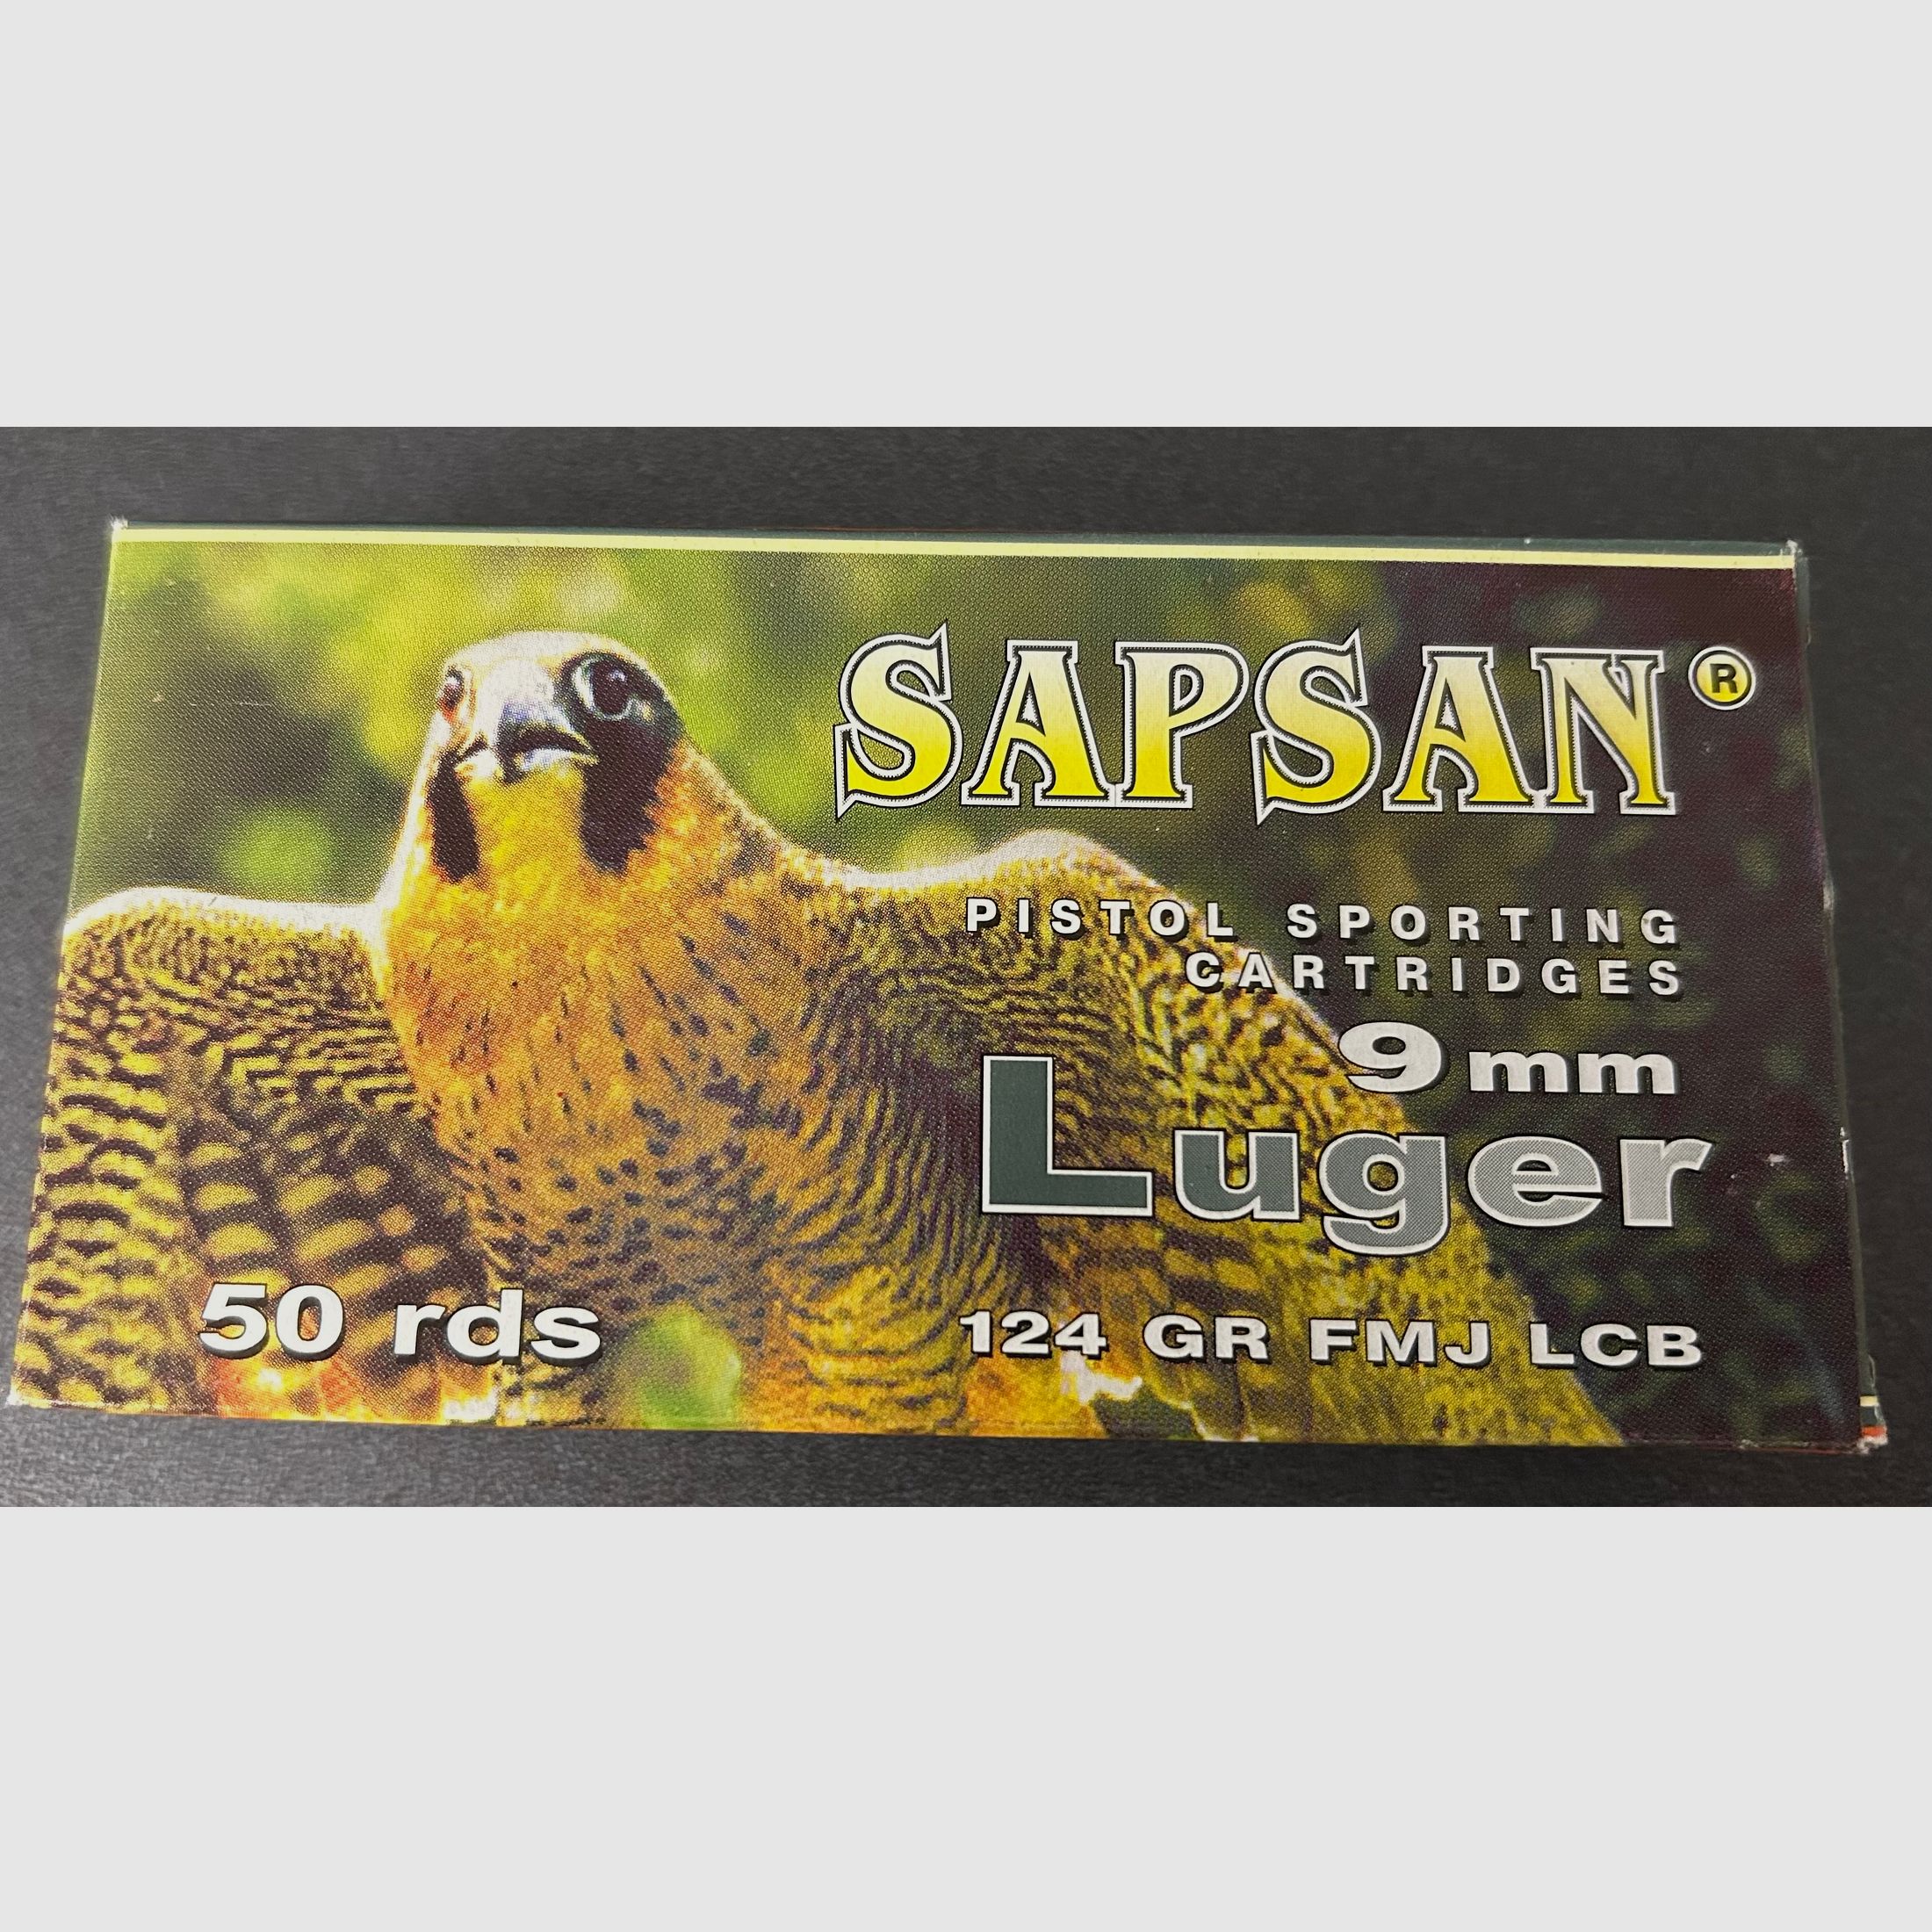 SAPSAN®
PISTOL SPORTING
CARTRIDGES
9mm
Luger
50 rds
124 GR FMJ LCB